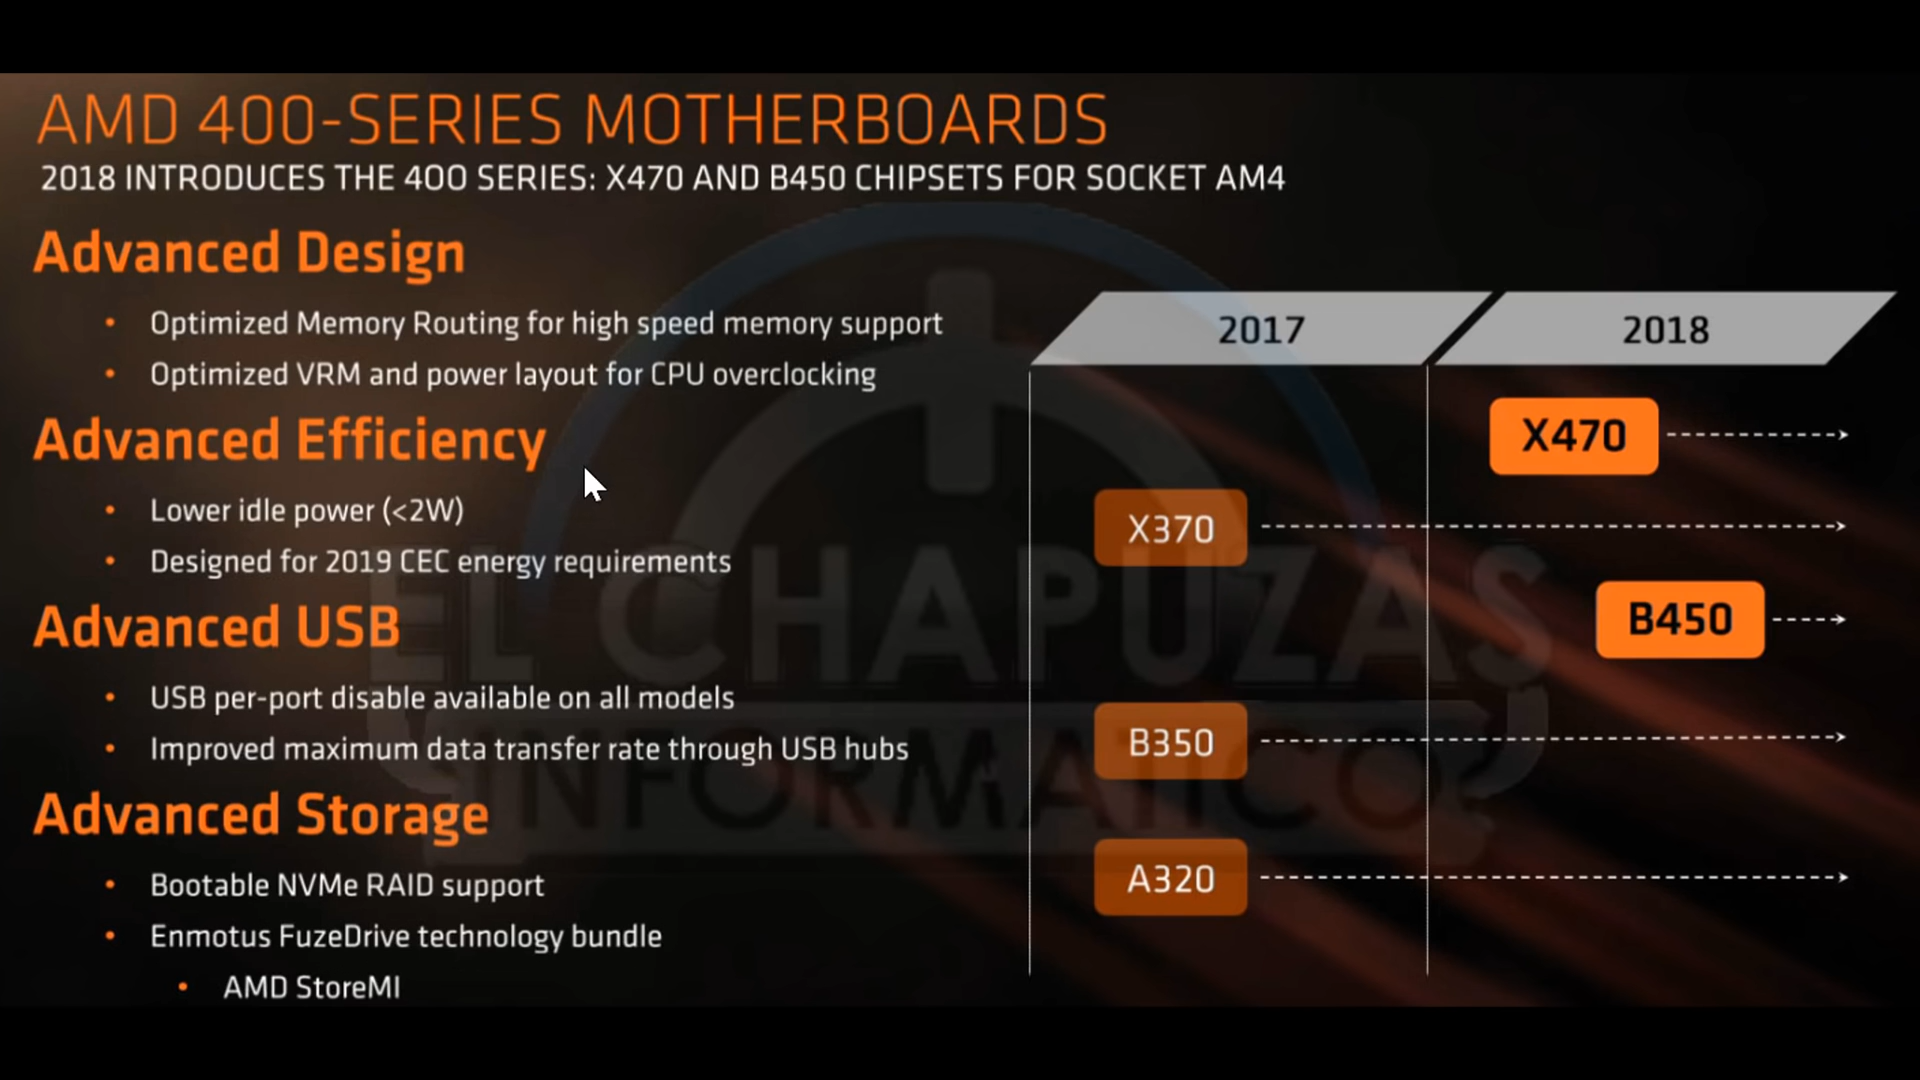 AMD 400-SERIES MOTHERBOARDS
2018 INTRODUCES THE 400 SERIES: X470 AND B450 CHIPSETS FOR SOCKET AM4
Advanced Design
• Optimized Memory Routing for high speed memory support
• Optimized VRM and power layout for CPU overclocking
Advanced Efficiency
• Lower idle power (<2W)
• Designed for 2019 CEC energy requirements
Advanced USB
• USB per-port disable available on all models
• Improved maximum data transfer rate through USB hubs
Advanced Storage
• Bootable NVMe RAID support
• Enmotus FuzeDrive technology bundle
• AMD StoreMI
2017
2018
X470
X370
B450
B350
A320
EL CHAPUZAS
INFORMATICO